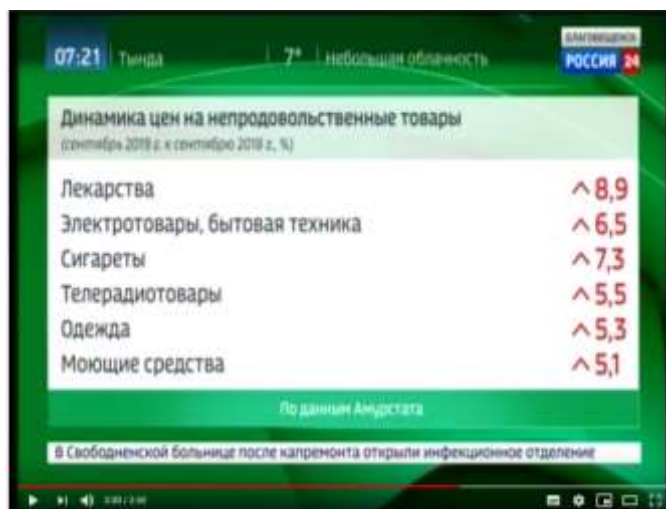 07:21 Тында 7° Небольшая облачность
БЛАГОВЕЩЕНСК
РОССИЯ 24
Динамика цен на непродовольственные товары
(сентябрь 2019 г. к сентябрю 2018 г., %)
Лекарства 8,9
Электротовары, бытовая техника 6,5
Сигареты 7,3
Телерадиотовары 5,5
Одежда 5,3
Моющие средства 5,1
По данным Амурстата
В Свободненской больнице после капремонта открыли инфекционное отделение